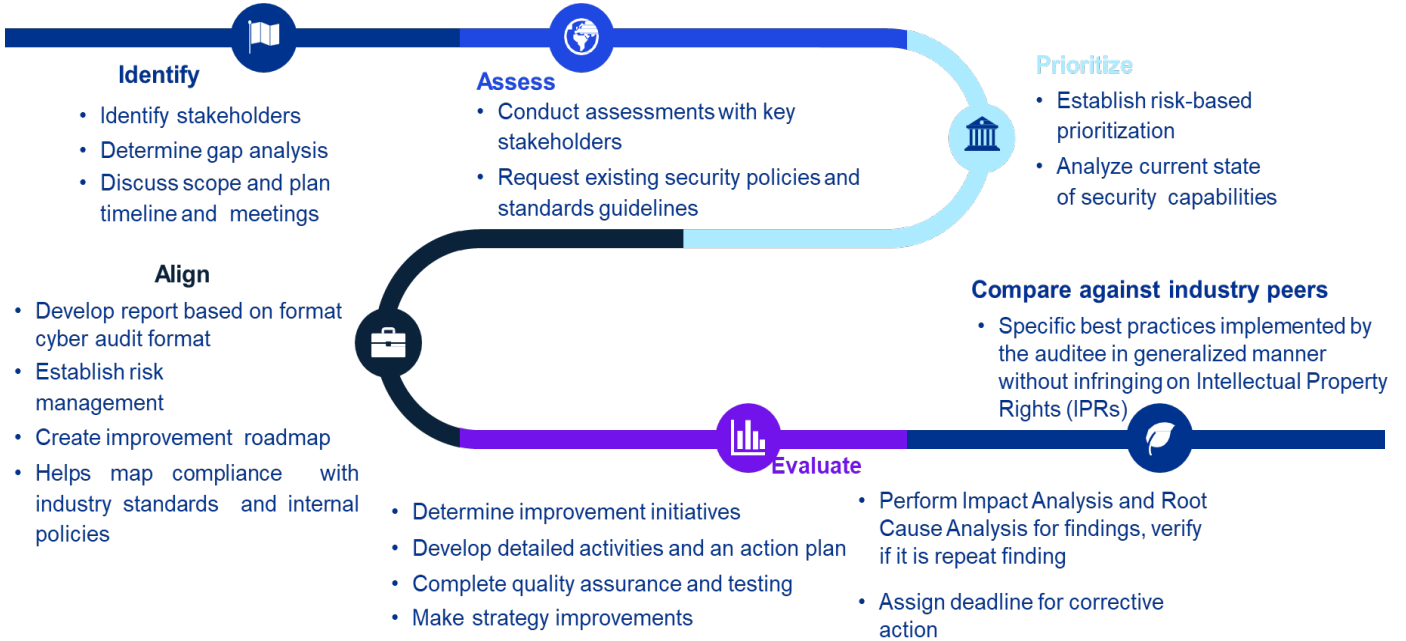 Identify
• Identify stakeholders
• Determine gap analysis
• Discuss scope and plan
timeline and meetings
Assess
• Conduct assessments with key
stakeholders
• Request existing security policies and
standards guidelines
Prioritize
• Establish risk-based
prioritization
• Analyze current state
of security capabilities
Align
• Develop report based on format
cyber audit format
• Establish risk
management
• Create improvement roadmap
• Helps map compliance with
industry standards and internal
policies
Compare against industry peers
• Specific best practices implemented by
the auditee in generalized manner
without infringing on Intellectual Property
Rights (IPRs)
Evaluate
• Determine improvement initiatives
• Develop detailed activities and an action plan
• Complete quality assurance and testing
• Make strategy improvements
• Perform Impact Analysis and Root
Cause Analysis for findings, verify
if it is repeat finding
• Assign deadline for corrective
action